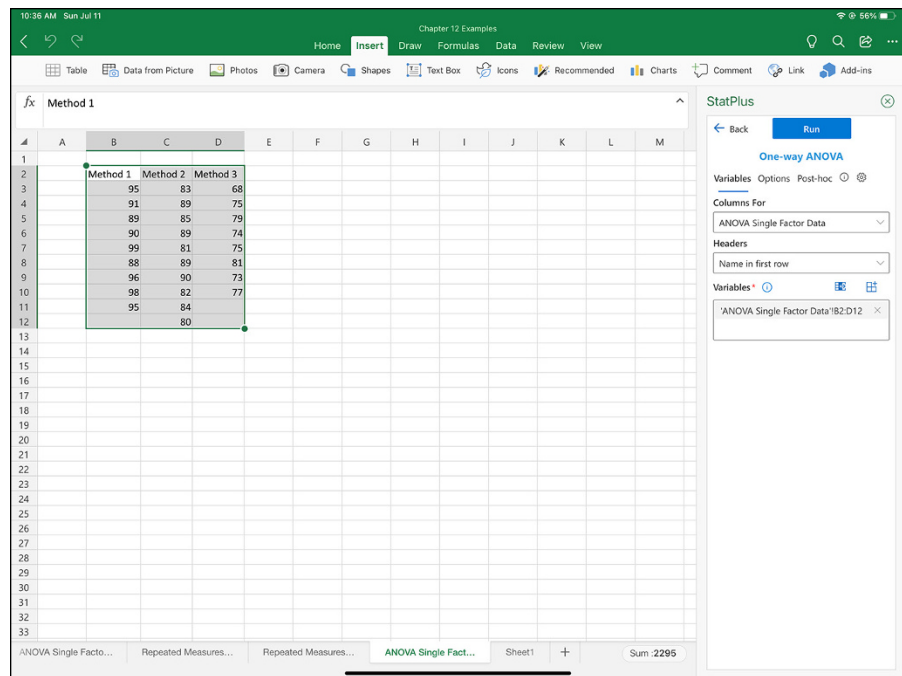 10:36 AM Sun Jul 11
56%
Chapter 12 Examples
Home Insert Draw Formulas Data Review View
Table Data from Picture Photos Camera Shapes Text Box Icons Recommended Charts Comment Link Add-ins
fx Method 1
StatPlus
← Back Run
One-way ANOVA
Variables Options Post-hoc
Columns For
ANOVA Single Factor Data
Headers
Name in first row
Variables*
'ANOVA Single Factor Data'!B2:D12
A B C D E F G H I J K L M
1
2 Method 1 Method 2 Method 3
3 95 83 68
4 91 89 75
5 89 85 79
6 90 89 74
7 99 81 75
8 88 89 81
9 96 90 73
10 98 82 77
11 95 84
12 80
13
14
15
16
17
18
19
20
21
22
23
24
25
26
27
28
29
30
31
32
33
ANOVA Single Facto... Repeated Measures... Repeated Measures... ANOVA Single Fact... Sheet1 + Sum :2295